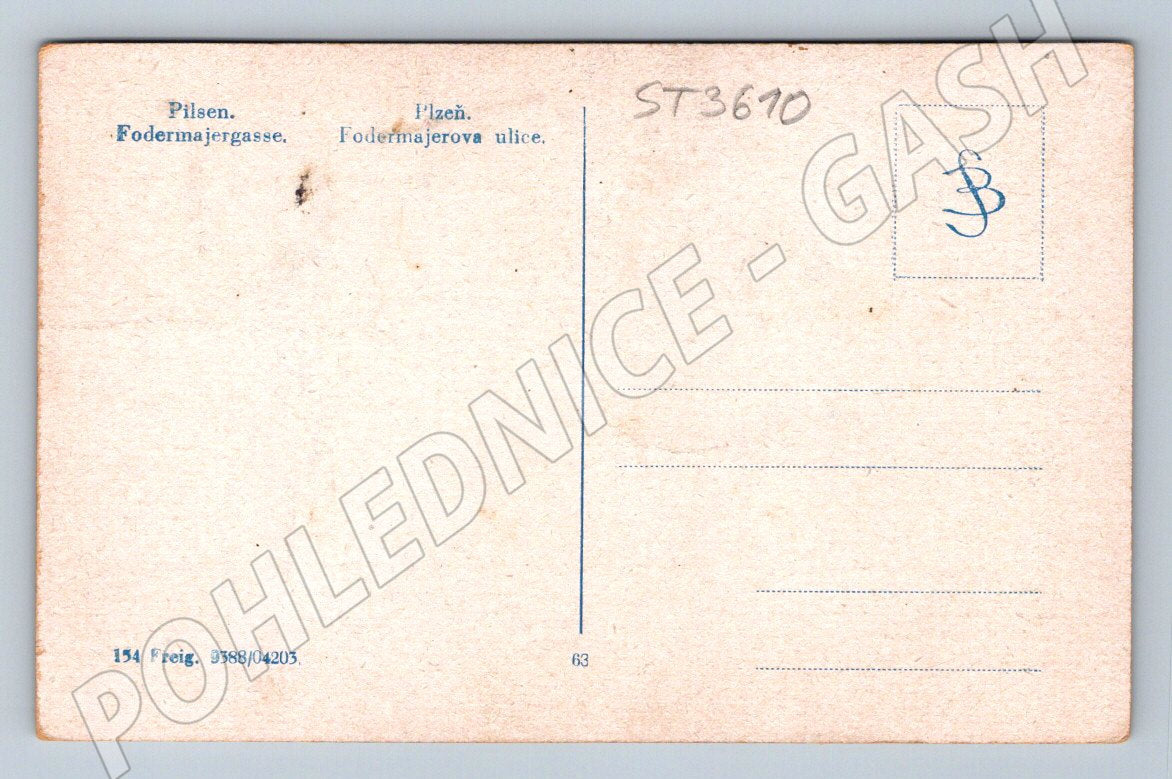 Pilsen.
Fodermajergasse.
Plzeň.
Fodermajerova ulice.
ST3610
154 Freig. 9388/04203.
63
POHLEDNICE - GASH